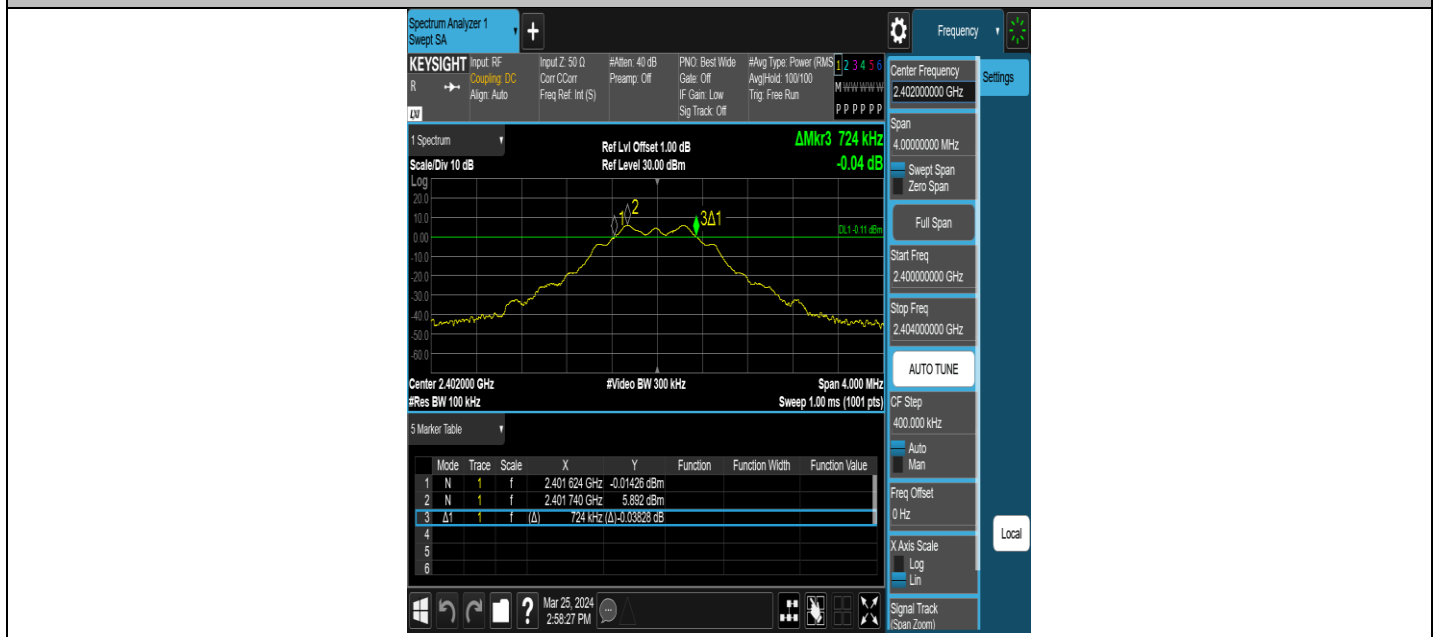 Spectrum Analyzer 1
Swept SA
+
Frequency
KEYSIGHT Input: RF Input Z: 50 Ω #Atten: 40 dB PNO: Best Wide #Avg Type: Power (RMS 1 2 3 4 5 6
R Coupling: DC Corr CCorr Preamp: Off Gate: Off Avg|Hold: 100/100 M W W W W W
Align: Auto Freq Ref: Int (S) IF Gain: Low Trig: Free Run
LXI Sig Track: Off P P P P P P
1 Spectrum
Ref Lvl Offset 1.00 dB
ΔMkr3 724 kHz
Scale/Div 10 dB Ref Level 30.00 dBm -0.04 dB
Log
20.0
10.0
0.00
-10.0
-20.0
-30.0
-40.0
-50.0
-60.0
1 2 3Δ1
DL1 -0.11 dBm
Center 2.402000 GHz #Video BW 300 kHz Span 4.000 MHz
#Res BW 100 kHz Sweep 1.00 ms (1001 pts)
5 Marker Table
Mode Trace Scale X Y Function Function Width Function Value
1 N 1 f 2.401 624 GHz -0.01426 dBm
2 N 1 f 2.401 740 GHz 5.892 dBm
3 Δ1 1 f (Δ) 724 kHz (Δ) -0.03828 dB
4
5
6
?
Mar 25, 2024
2:58:27 PM
Center Frequency
2.402000000 GHz
Span
4.00000000 MHz
Swept Span
Zero Span
Full Span
Start Freq
2.400000000 GHz
Stop Freq
2.404000000 GHz
AUTO TUNE
CF Step
400.000 kHz
Auto
Man
Freq Offset
0 Hz
X Axis Scale
Log
Lin
Signal Track
(Span Zoom)
Settings
Local